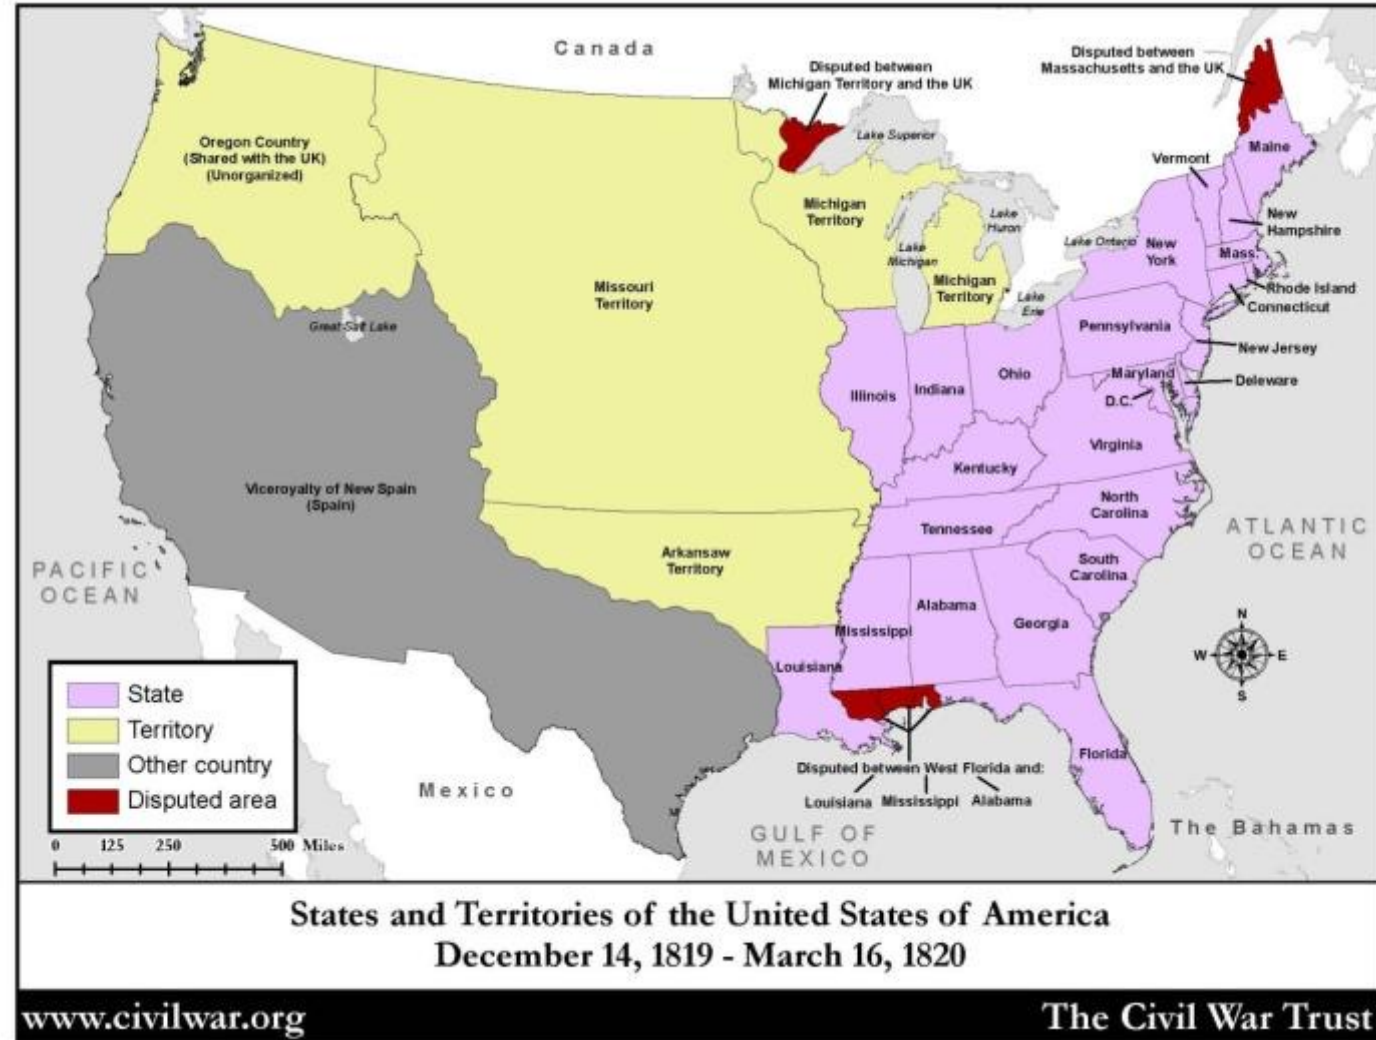 Canada
Disputed between
Michigan Territory and the UK
Disputed between
Massachusetts and the UK
Oregon Country
(Shared with the UK)
(Unorganized)
Lake Superior
Maine
Vermont
Michigan
Territory
Lake
Huron
New
Hampshire
Lake Ontario
New
York
Mass.
Lake
Michigan
Missouri
Territory
Michigan
Territory
Lake
Erie
Rhode Island
Connecticut
Great Salt Lake
Pennsylvania
New Jersey
Maryland
Deleware
D.C.
Ohio
Indiana
Illinois
Virginia
Kentucky
Viceroyalty of New Spain
(Spain)
North
Carolina
Tennessee
ATLANTIC
OCEAN
PACIFIC
OCEAN
Arkansaw
Territory
South
Carolina
Alabama
Georgia
Mississippi
Louisiana
N
W
E
S
State
Territory
Other country
Disputed area
Florida
Disputed between West Florida and:
Louisiana Mississippi Alabama
Mexico
GULF OF
MEXICO
The Bahamas
0 125 250 500 Miles
States and Territories of the United States of America
December 14, 1819 - March 16, 1820
www.civilwar.org
The Civil War Trust